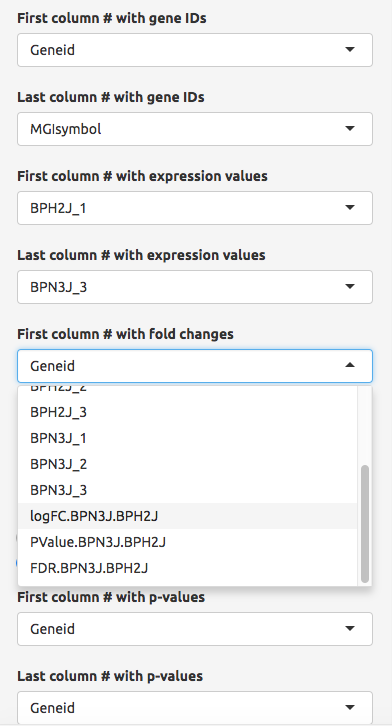 First column # with gene IDs
Geneid
Last column # with gene IDs
MGIsymbol
First column # with expression values
BPH2J_1
Last column # with expression values
BPN3J_3
First column # with fold changes
Geneid
BPH2J_2
BPH2J_3
BPN3J_1
BPN3J_2
BPN3J_3
logFC.BPN3J.BPH2J
PValue.BPN3J.BPH2J
FDR.BPN3J.BPH2J
First column # with p-values
Geneid
Last column # with p-values
Geneid